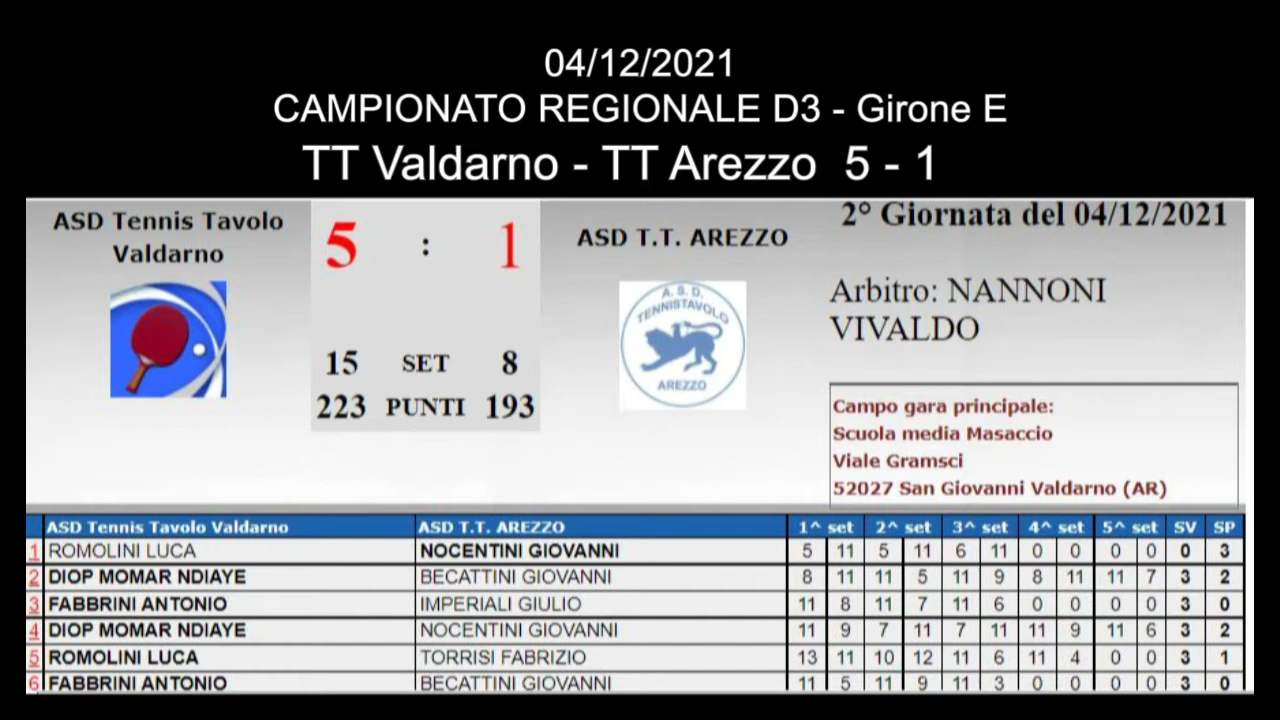 04/12/2021
CAMPIONATO REGIONALE D3 - Girone E
TT Valdarno - TT Arezzo 5 - 1
ASD Tennis Tavolo
Valdarno
5 : 1
15 SET 8
223 PUNTI 193
ASD T.T. AREZZO
A. S. D.
TENNISTAVOLO
AREZZO
2° Giornata del 04/12/2021
Arbitro: NANNONI
VIVALDO
Campo gara principale:
Scuola media Masaccio
Viale Gramsci
52027 San Giovanni Valdarno (AR)
ASD Tennis Tavolo Valdarno ASD T.T. AREZZO 1^ set 2^ set 3^ set 4^ set 5^ set SV SP
1 ROMOLINI LUCA NOCENTINI GIOVANNI 5 11 5 11 6 11 0 0 0 0 0 3
2 DIOP MOMAR NDIAYE BECATTINI GIOVANNI 8 11 11 5 11 9 8 11 11 7 3 2
3 FABBRINI ANTONIO IMPERIALI GIULIO 11 8 11 7 11 6 0 0 0 0 3 0
4 DIOP MOMAR NDIAYE NOCENTINI GIOVANNI 11 9 7 11 7 11 11 9 11 6 3 2
5 ROMOLINI LUCA TORRISI FABRIZIO 13 11 10 12 11 6 11 4 0 0 3 1
6 FABBRINI ANTONIO BECATTINI GIOVANNI 11 5 11 9 11 3 0 0 0 0 3 0